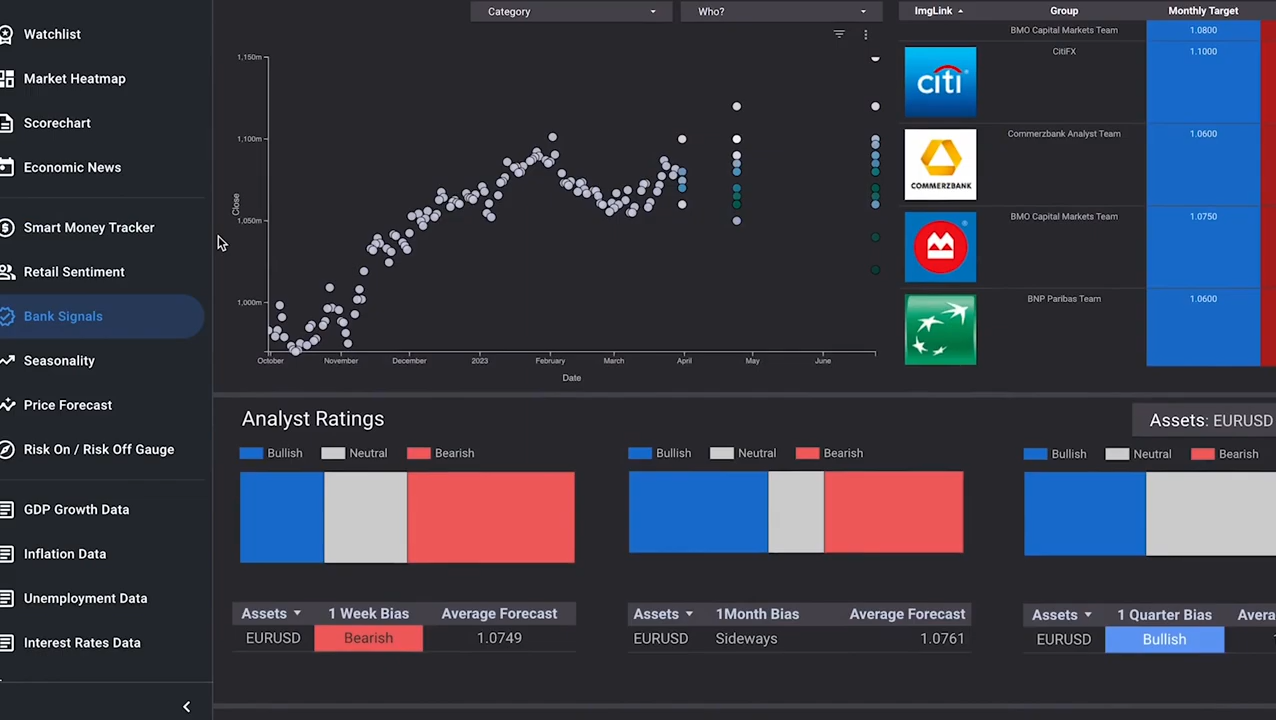 Watchlist
Market Heatmap
Scorechart
Economic News
Smart Money Tracker
Retail Sentiment
Bank Signals
Seasonality
Price Forecast
Risk On / Risk Off Gauge
GDP Growth Data
Inflation Data
Unemployment Data
Interest Rates Data
Category Who?
1,150m
1,100m
1,050m
1,000m
Close
October November December 2023 February March April May June
Date
ImgLink Group Monthly Target
BMO Capital Markets Team 1.0800
citi CitiFX 1.1000
COMMERZBANK Commerzbank Analyst Team 1.0600
BMO Capital Markets Team 1.0750
BNP Paribas Team 1.0600
Analyst Ratings
Assets: EURUSD
Bullish Neutral Bearish
Bullish Neutral Bearish
Bullish Neutral Bearish
Assets 1 Week Bias Average Forecast
EURUSD Bearish 1.0749
Assets 1Month Bias Average Forecast
EURUSD Sideways 1.0761
Assets 1 Quarter Bias Avera
EURUSD Bullish